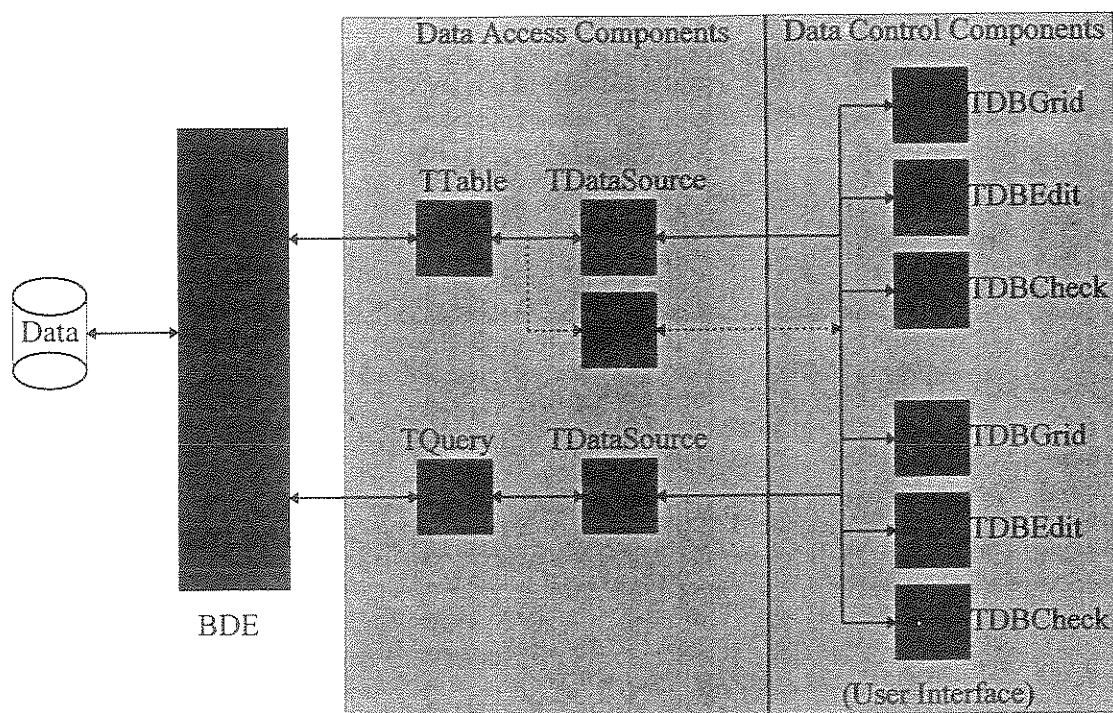 Data Access Components
Data Control Components
TDBGrid
TTable
TDataSource
TDBEdit
TDBCheck
Data
TDBGrid
TQuery
TDataSource
TDBEdit
TDBCheck
BDE
(User Interface)